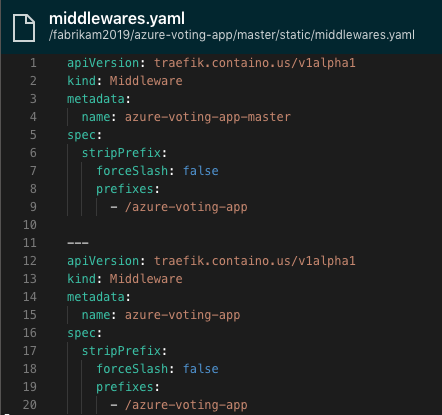 middlewares.yaml
/fabrikam2019/azure-voting-app/master/static/middlewares.yaml
1 apiVersion: traefik.containo.us/v1alpha1
2 kind: Middleware
3 metadata:
4 name: azure-voting-app-master
5 spec:
6 stripPrefix:
7 forceSlash: false
8 prefixes:
9 - /azure-voting-app
10
11 ---
12 apiVersion: traefik.containo.us/v1alpha1
13 kind: Middleware
14 metadata:
15 name: azure-voting-app
16 spec:
17 stripPrefix:
18 forceSlash: false
19 prefixes:
20 - /azure-voting-app